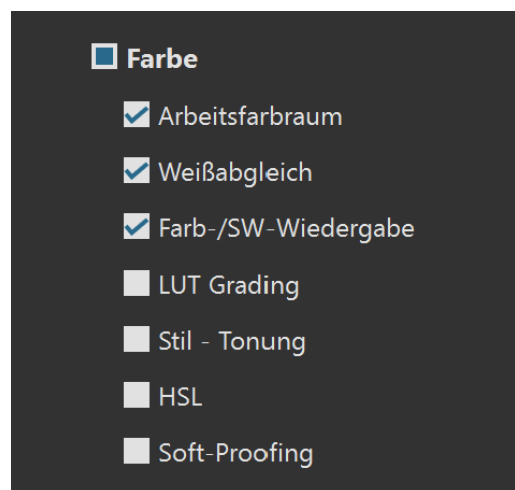 Farbe
Arbeitsfarbraum
Weißabgleich
Farb-/SW-Wiedergabe
LUT Grading
Stil - Tonung
HSL
Soft-Proofing